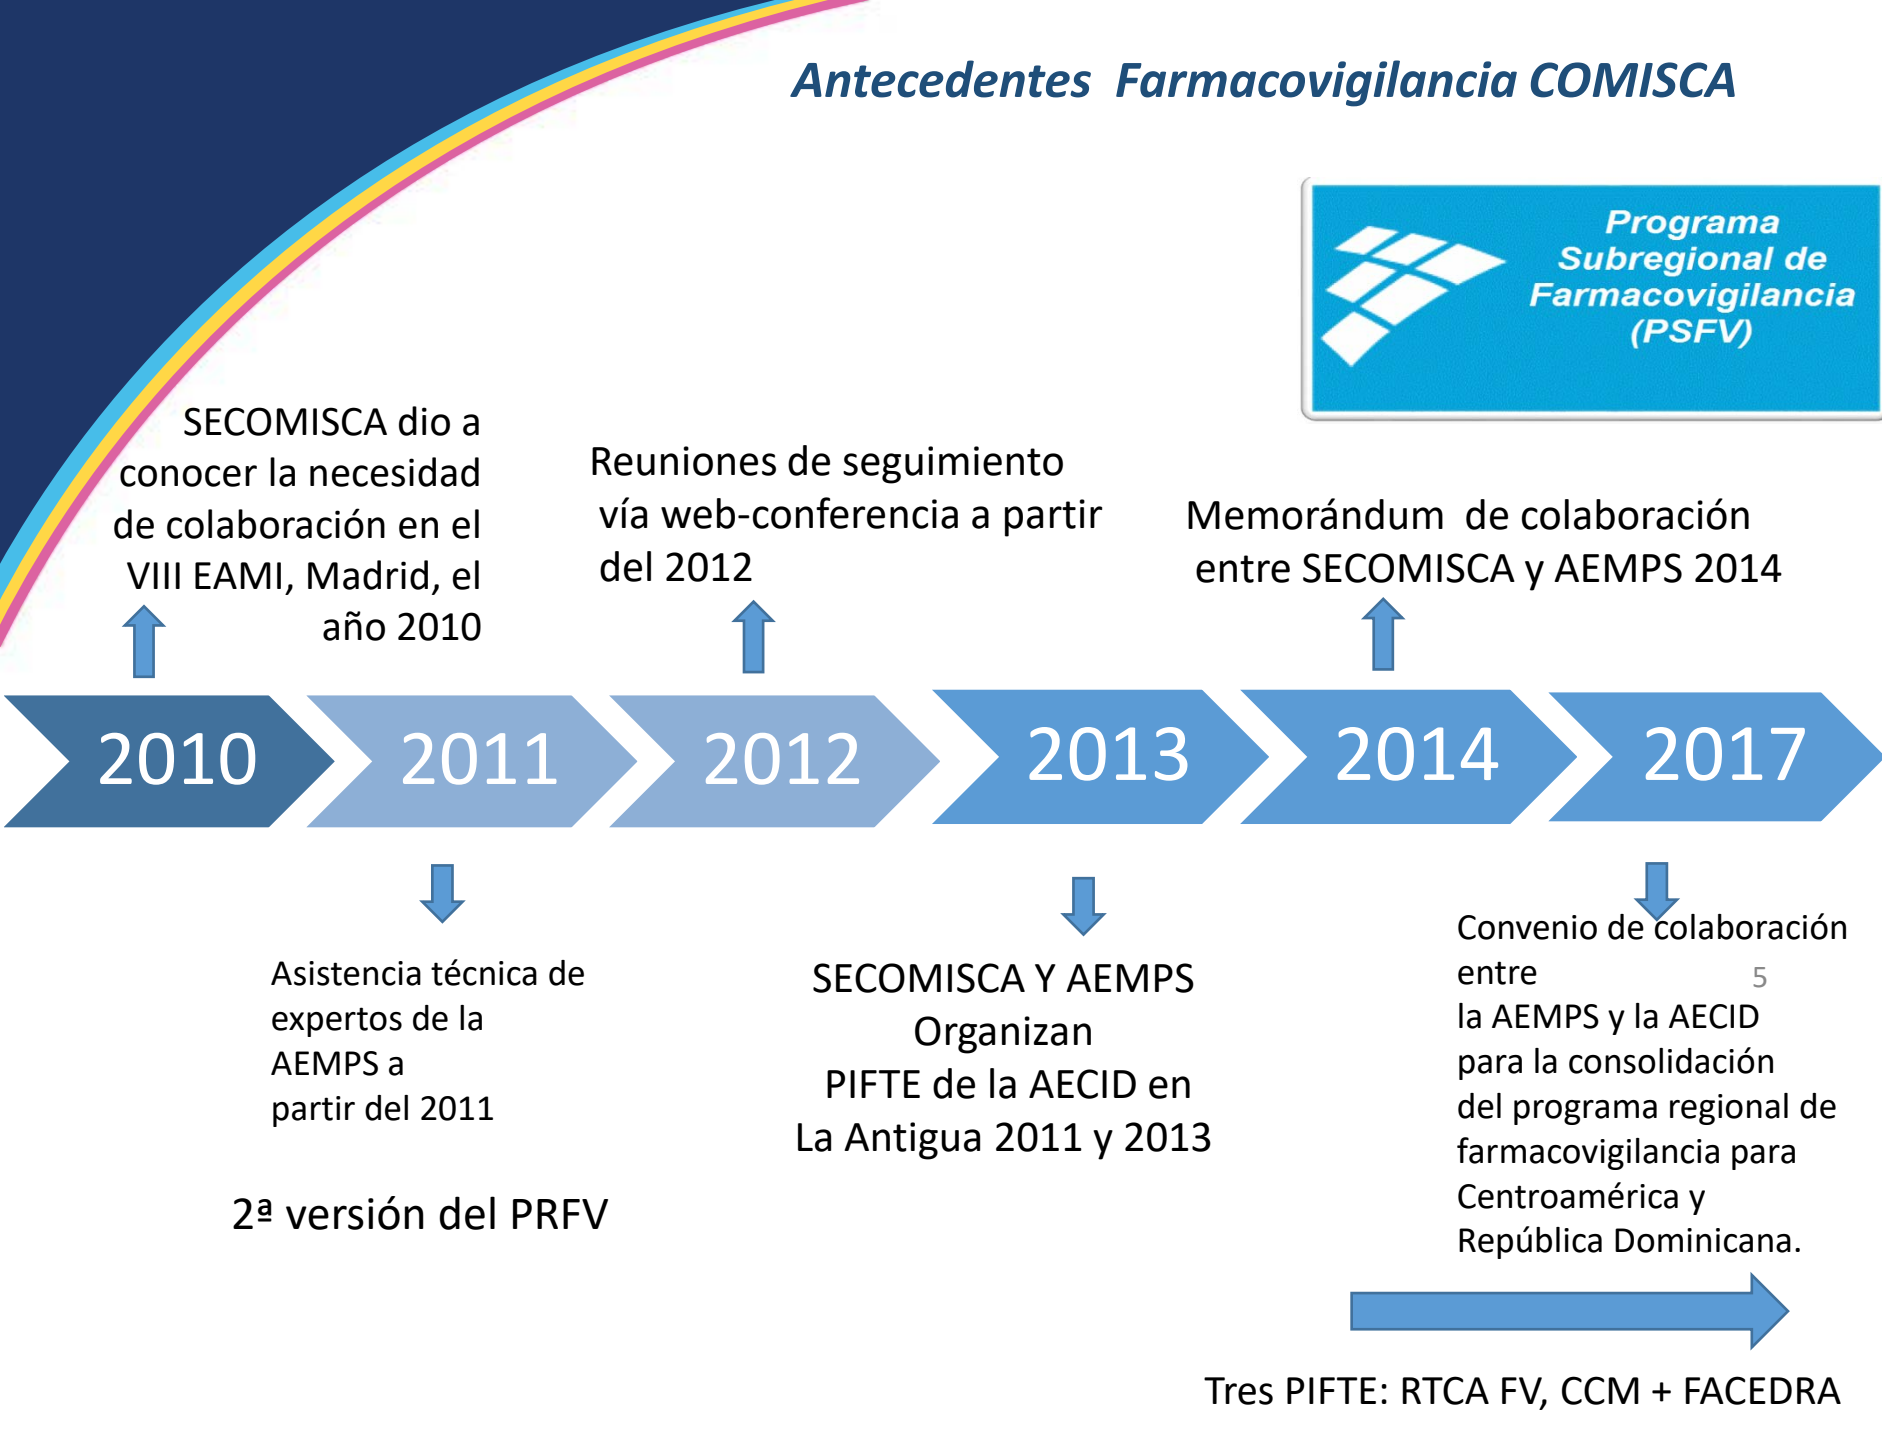 Antecedentes Farmacovigilancia COMISCA
Programa
Subregional de
Farmacovigilancia
(PSFV)
SECOMISCA dio a
conocer la necesidad
de colaboración en el
VIII EAMI, Madrid, el
año 2010
Reuniones de seguimiento
vía web-conferencia a partir
del 2012
Memorándum de colaboración
entre SECOMISCA y AEMPS 2014
2010
2011
2012
2013
2014
2017
Asistencia técnica de
expertos de la
AEMPS a
partir del 2011
2ª versión del PRFV
SECOMISCA Y AEMPS
Organizan
PIFTE de la AECID en
La Antigua 2011 y 2013
Convenio de colaboración
entre
5
la AEMPS y la AECID
para la consolidación
del programa regional de
farmacovigilancia para
Centroamérica y
República Dominicana.
Tres PIFTE: RTCA FV, CCM + FACEDRA